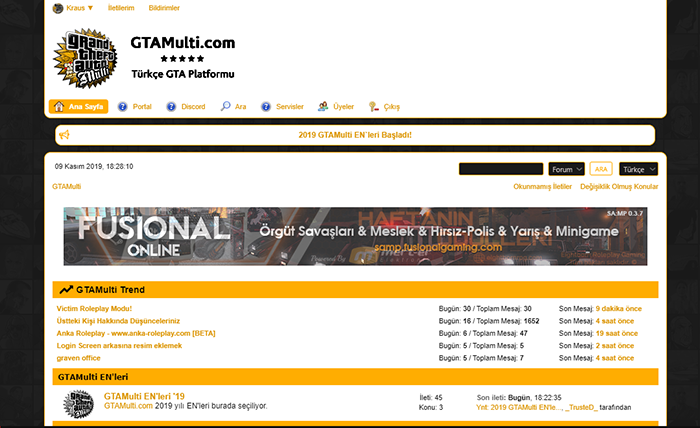 Kraus ▼ İletilerim Bildirimler
grand theft auto Multi
GTAMulti.com
★★★★★
Türkçe GTA Platformu
Ana Sayfa Portal Discord Ara Servisler Üyeler Çıkış
2019 GTAMulti EN'leri Başladı!
09 Kasım 2019, 18:28:10 Forum ARA Türkçe
GTAMulti Okunmamış İletiler Değişiklik Olmuş Konular
SA:MP 0.3.7
FUSIONAL ONLINE
HAFTANIN
Örgüt Savaşları & Meslek & Hırsız-Polis & Yarış & Minigame
samp.fusionalgaming.com
Powered By
GTAMulti Trend
Victim Roleplay Modu! Bugün: 30 / Toplam Mesaj: 30 Son Mesaj: 9 dakika önce
Üstteki Kişi Hakkında Düşünceleriniz Bugün: 16 / Toplam Mesaj: 1652 Son Mesaj: 4 saat önce
Anka Roleplay - www.anka-roleplay.com [BETA] Bugün: 6 / Toplam Mesaj: 47 Son Mesaj: 19 saat önce
Login Screen arkasına resim eklemek Bugün: 5 / Toplam Mesaj: 5 Son Mesaj: 2 saat önce
graven office Bugün: 5 / Toplam Mesaj: 7 Son Mesaj: 4 saat önce
GTAMulti EN'leri
GTAMulti EN'leri '19 İleti: 45 Son ileti: Bugün, 18:22:35
GTAMulti.com 2019 yılı EN'leri burada seçiliyor. Konu: 3 Ynt: 2019 GTAMulti EN'le..., _TrusteD_ tarafından